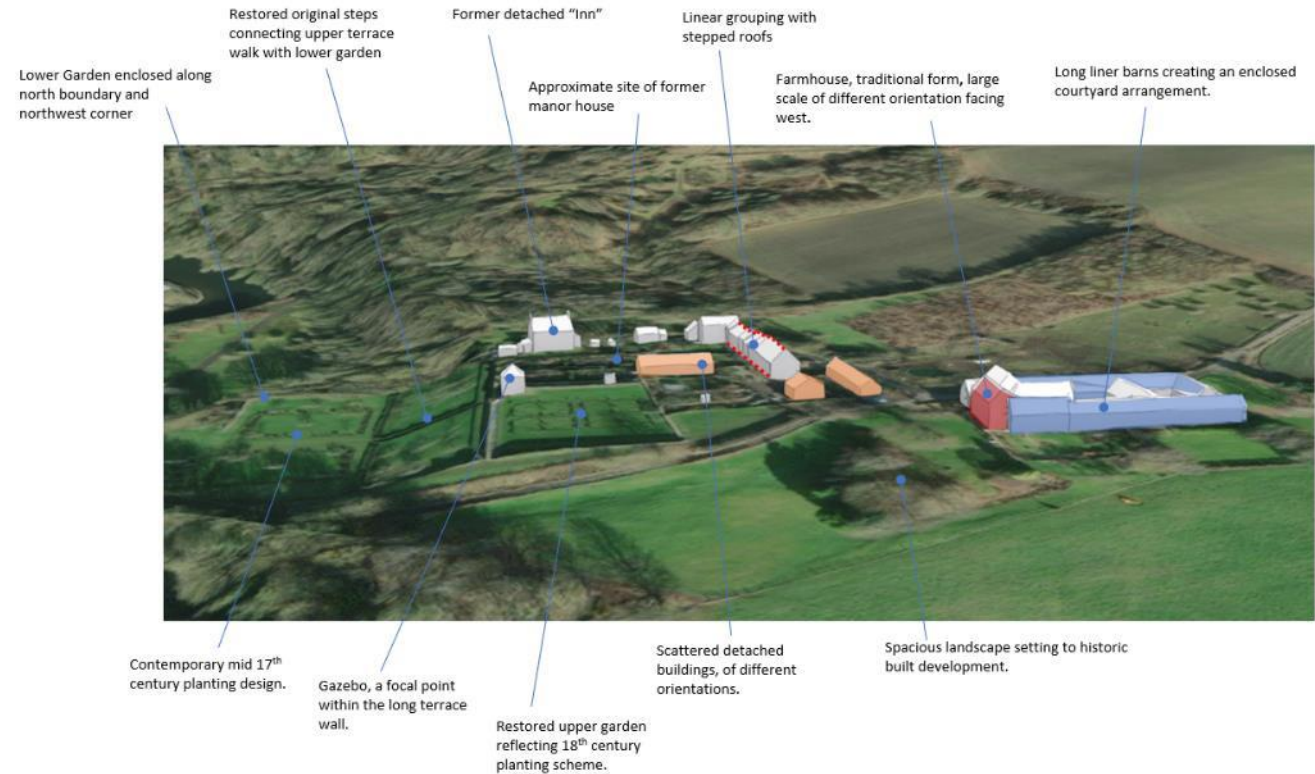 Restored original steps
connecting upper terrace
walk with lower garden
Former detached “Inn”
Linear grouping with
stepped roofs
Lower Garden enclosed along
north boundary and
northwest corner
Approximate site of former
manor house
Farmhouse, traditional form, large
scale of different orientation facing
west.
Long liner barns creating an enclosed
courtyard arrangement.
Contemporary mid 17th
century planting design.
Gazebo, a focal point
within the long terrace
wall.
Restored upper garden
reflecting 18th century
planting scheme.
Scattered detached
buildings, of different
orientations.
Spacious landscape setting to historic
built development.